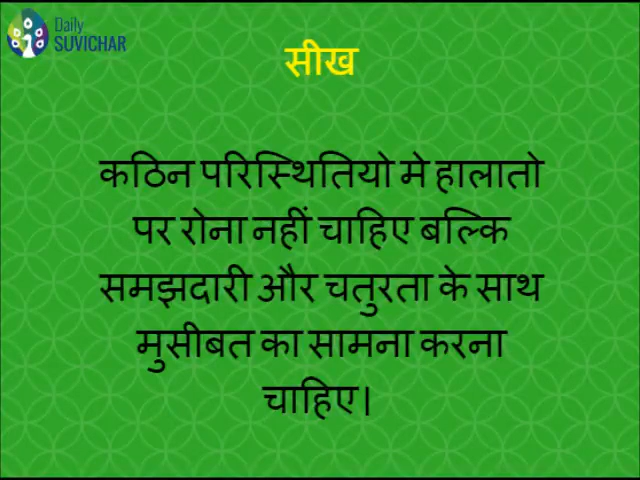 Daily
SUVICHAR
सीख
कठिन परिस्थितियो मे हालातो
पर रोना नहीं चाहिए बल्कि
समझदारी और चतुरता के साथ
मुसीबत का सामना करना
चाहिए।